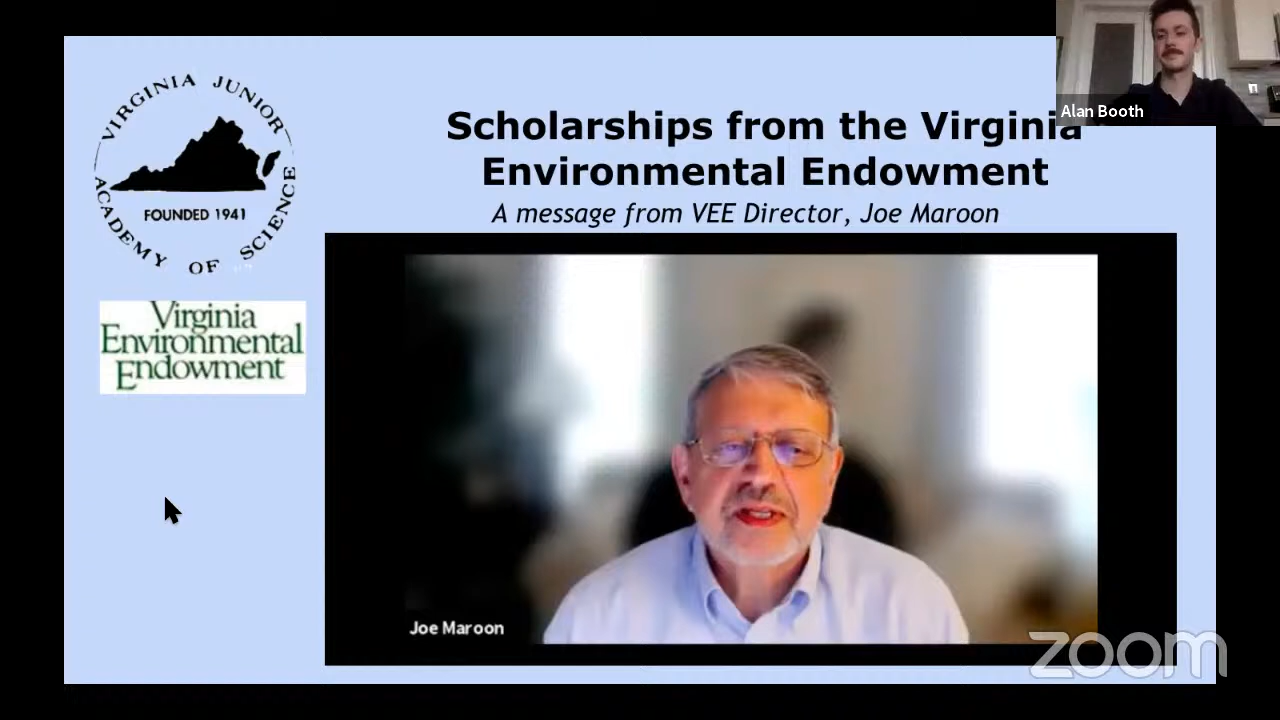 VIRGINIA JUNIOR
ACADEMY OF SCIENCE
FOUNDED 1941
Virginia
Environmental
Endowment
Scholarships from the Virginia
Environmental Endowment
A message from VEE Director, Joe Maroon
Alan Booth
Joe Maroon
zoom